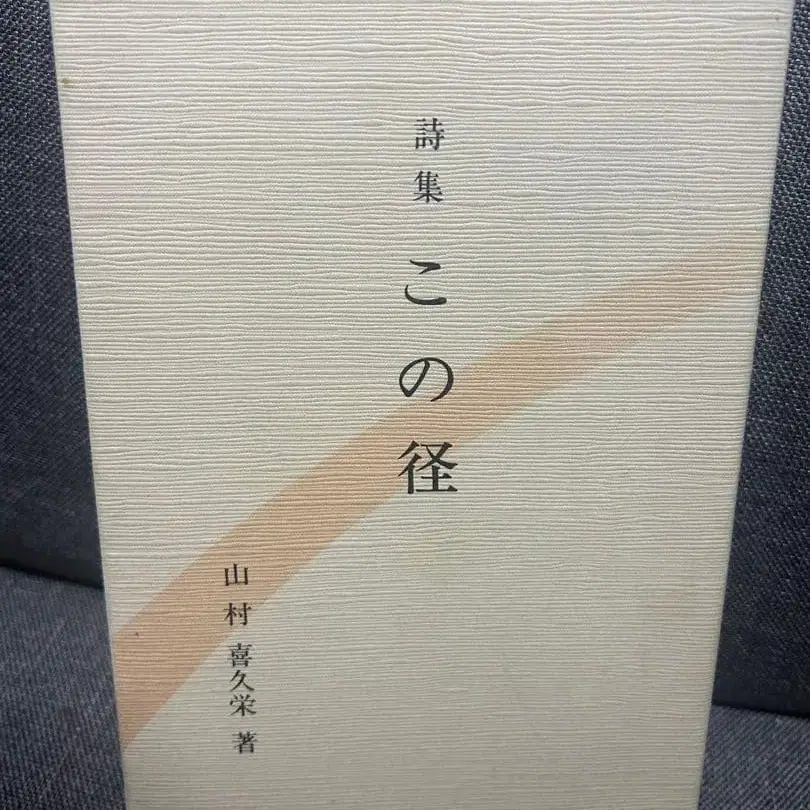 詩集 この径
山村 喜久栄 著